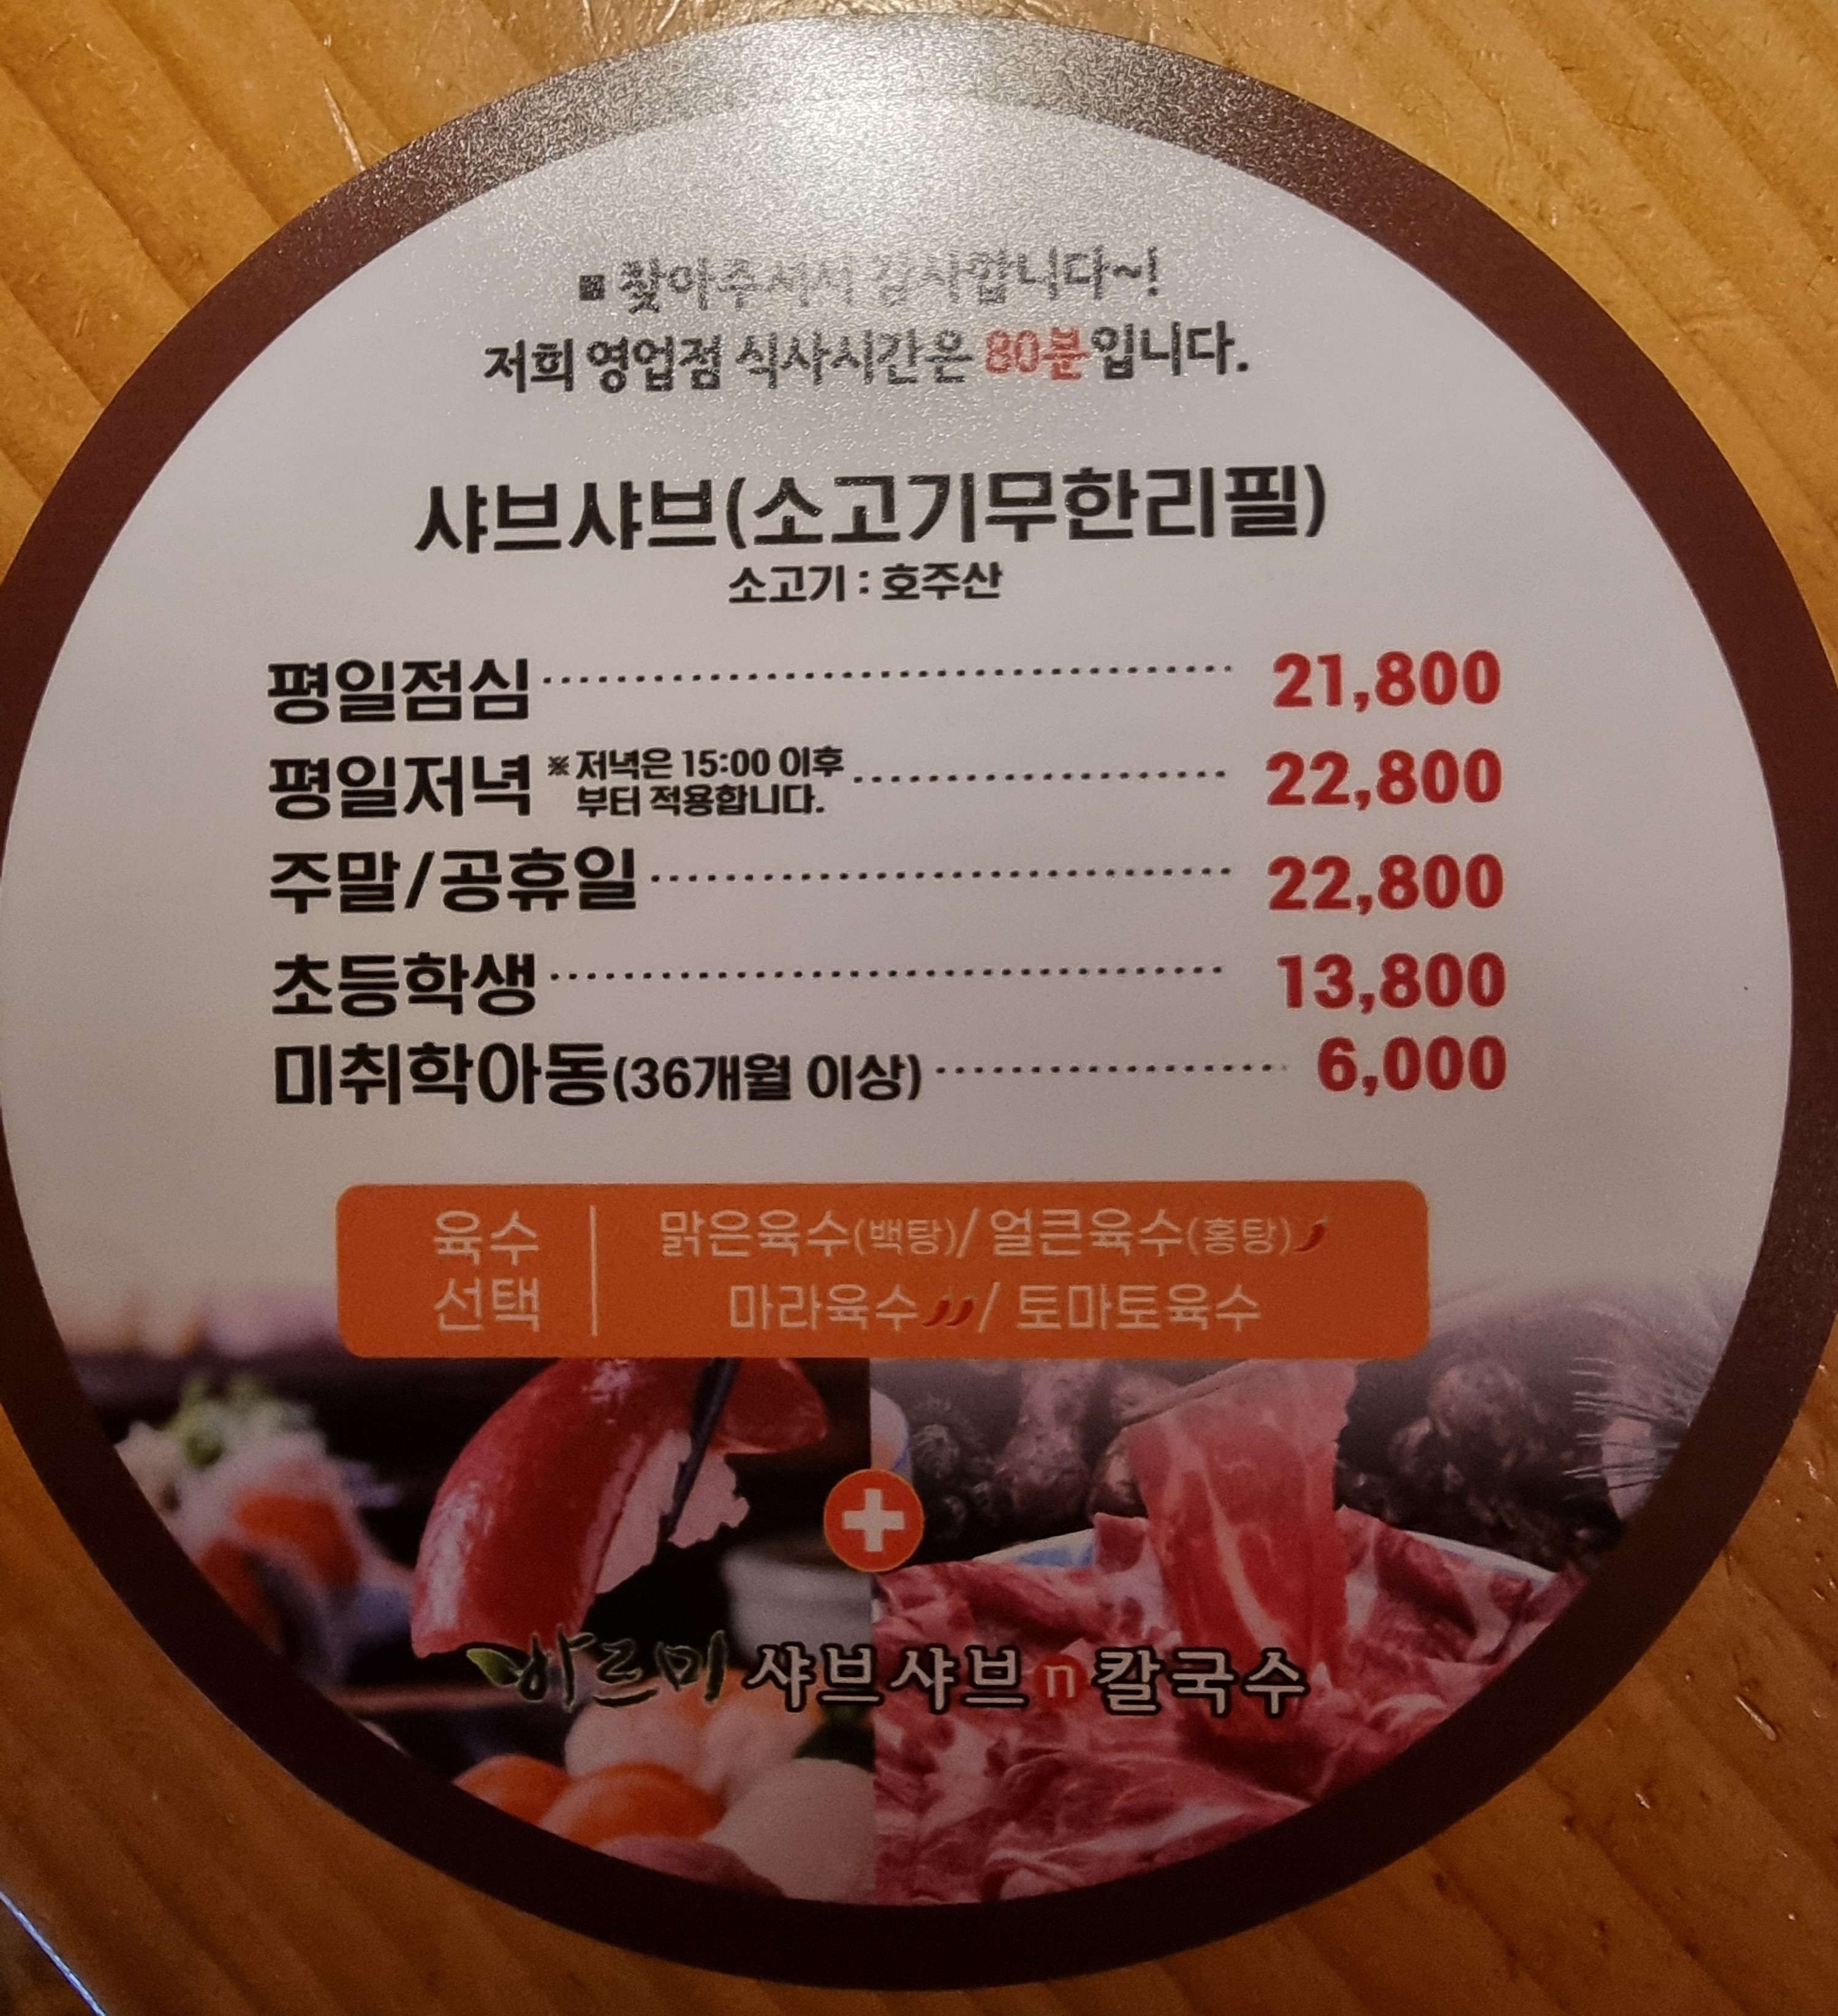 ▣ 찾아주셔서 감사합니다~!
저희 영업점 식사시간은 80분입니다.
샤브샤브(소고기무한리필)
소고기 : 호주산
평일점심 21,800
평일저녁 ※저녁은 15:00 이후 부터 적용합니다. 22,800
주말/공휴일 22,800
초등학생 13,800
미취학아동(36개월 이상) 6,000
육수 선택
맑은육수(백탕)/ 얼큰육수(홍탕)
마라육수 / 토마토육수
바르미 샤브샤브n칼국수